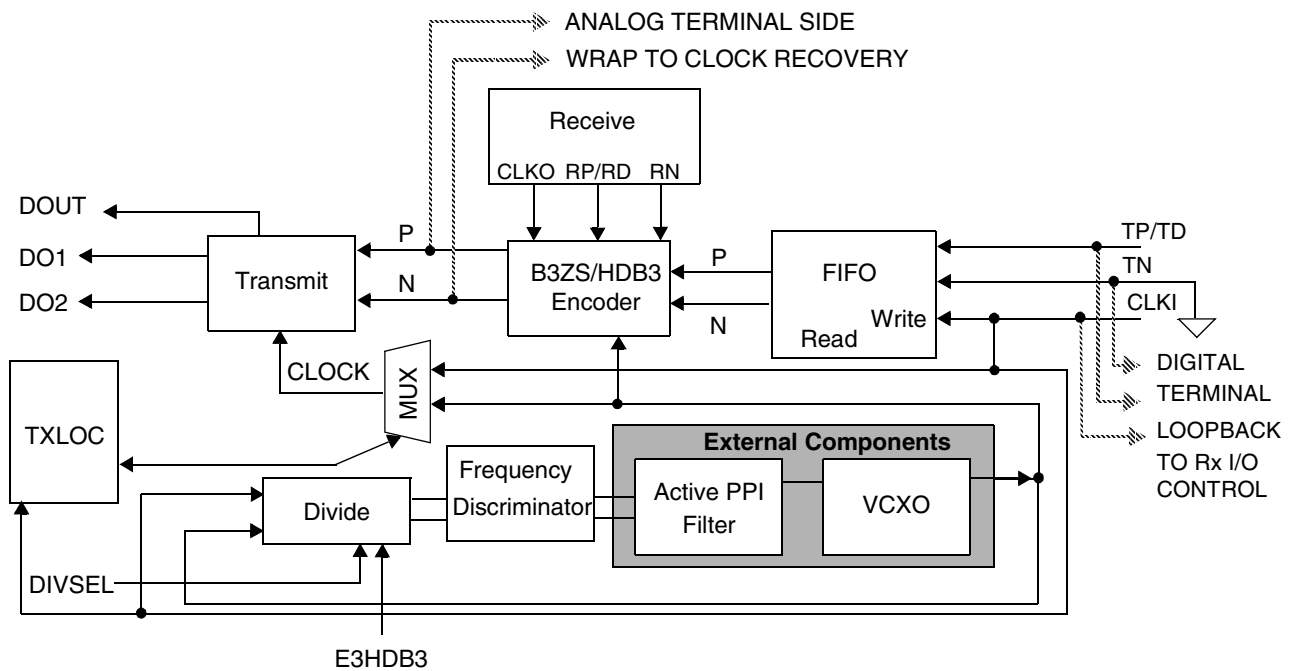 ANALOG TERMINAL SIDE
WRAP TO CLOCK RECOVERY
Receive
CLKO RP/RD RN
DOUT
DO1
DO2
Transmit
P
N
B3ZS/HDB3
Encoder
P
N
FIFO
Write
Read
TP/TD
TN
CLKI
DIGITAL
TERMINAL
LOOPBACK
TO Rx I/O
CONTROL
CLOCK
MUX
TXLOC
External Components
Frequency
Discriminator
Active PPI
Filter
VCXO
Divide
DIVSEL
E3HDB3